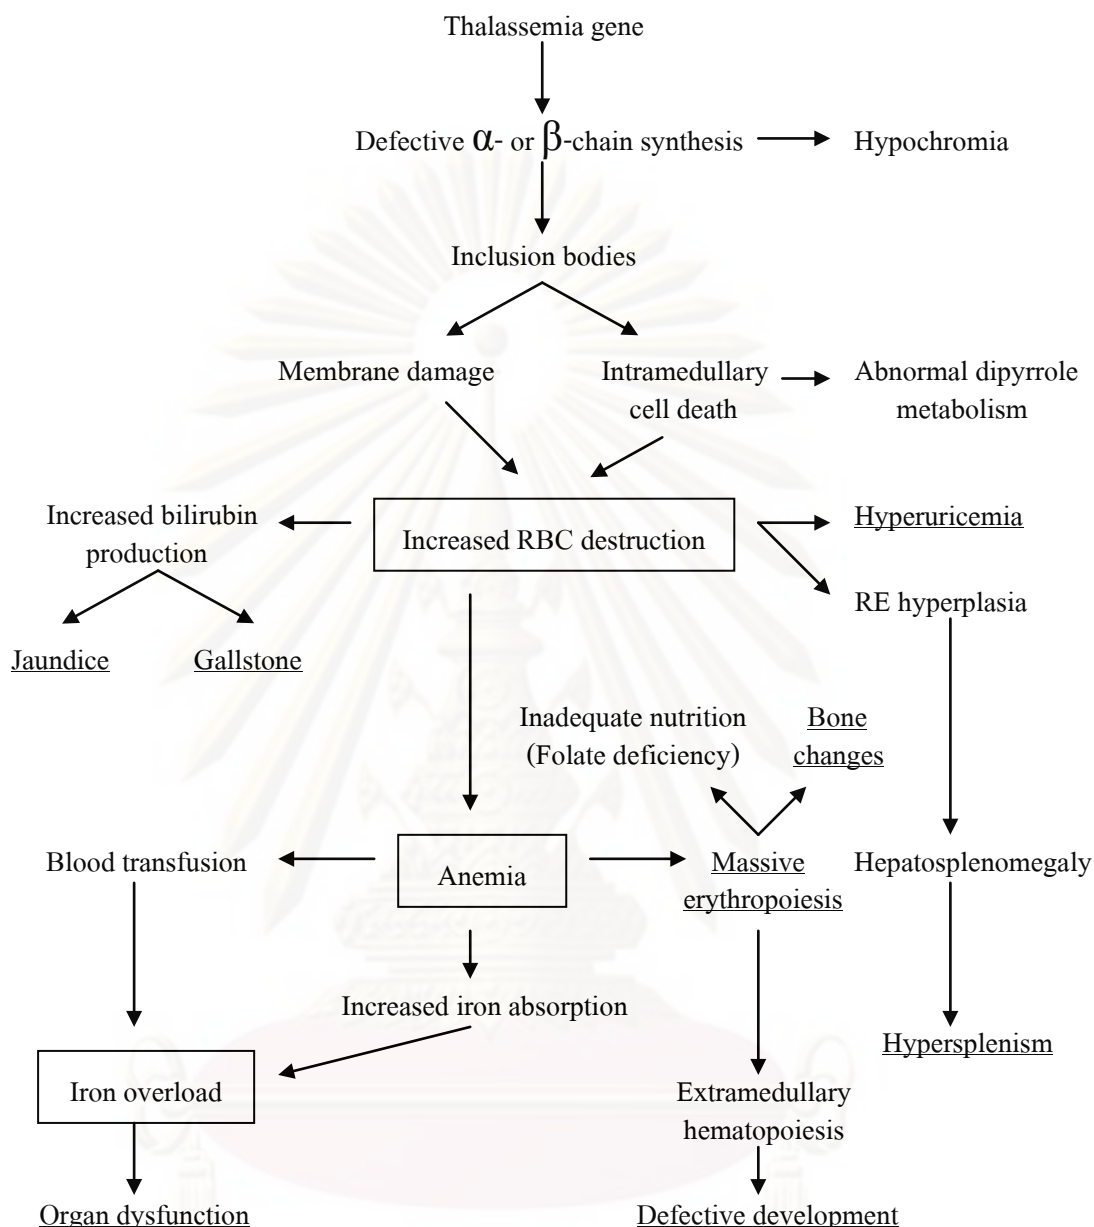 Thalassemia gene
Defective α- or β-chain synthesis
Hypochromia
Inclusion bodies
Membrane damage
Intramedullary
cell death
Abnormal dipyrrole
metabolism
Increased bilirubin
production
Increased RBC destruction
Hyperuricemia
RE hyperplasia
Jaundice
Gallstone
Inadequate nutrition
(Folate deficiency)
Bone
changes
Blood transfusion
Anemia
Massive
erythropoiesis
Hepatosplenomegaly
Increased iron absorption
Hypersplenism
Iron overload
Extramedullary
hematopoiesis
Organ dysfunction
Defective development